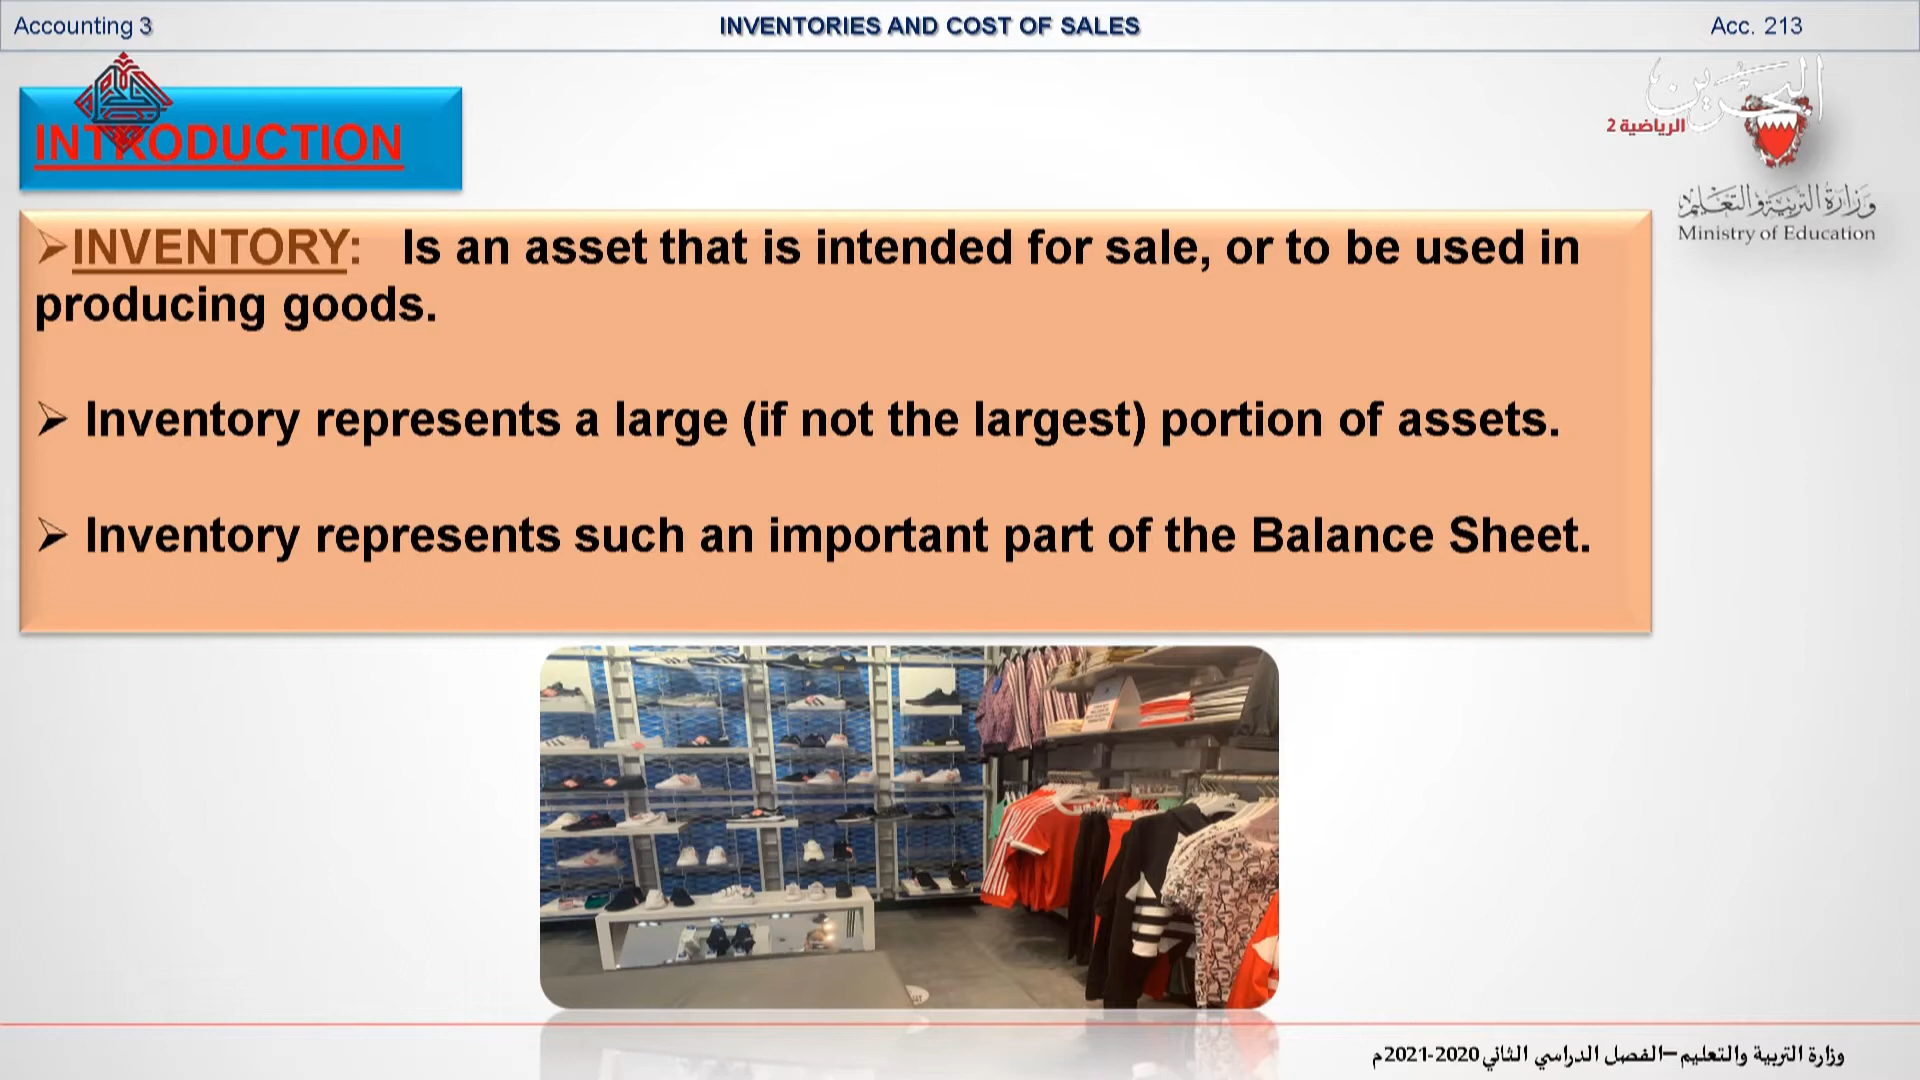 Accounting 3
INVENTORIES AND COST OF SALES
Acc. 213
INTRODUCTION
البحرين
الرياضية 2
وزارة التربية والتعليم
Ministry of Education
➢INVENTORY: Is an asset that is intended for sale, or to be used in
producing goods.
➢ Inventory represents a large (if not the largest) portion of assets.
➢ Inventory represents such an important part of the Balance Sheet.
وزارة التربية والتعليم –الفصل الدراسي الثاني 2020-2021م